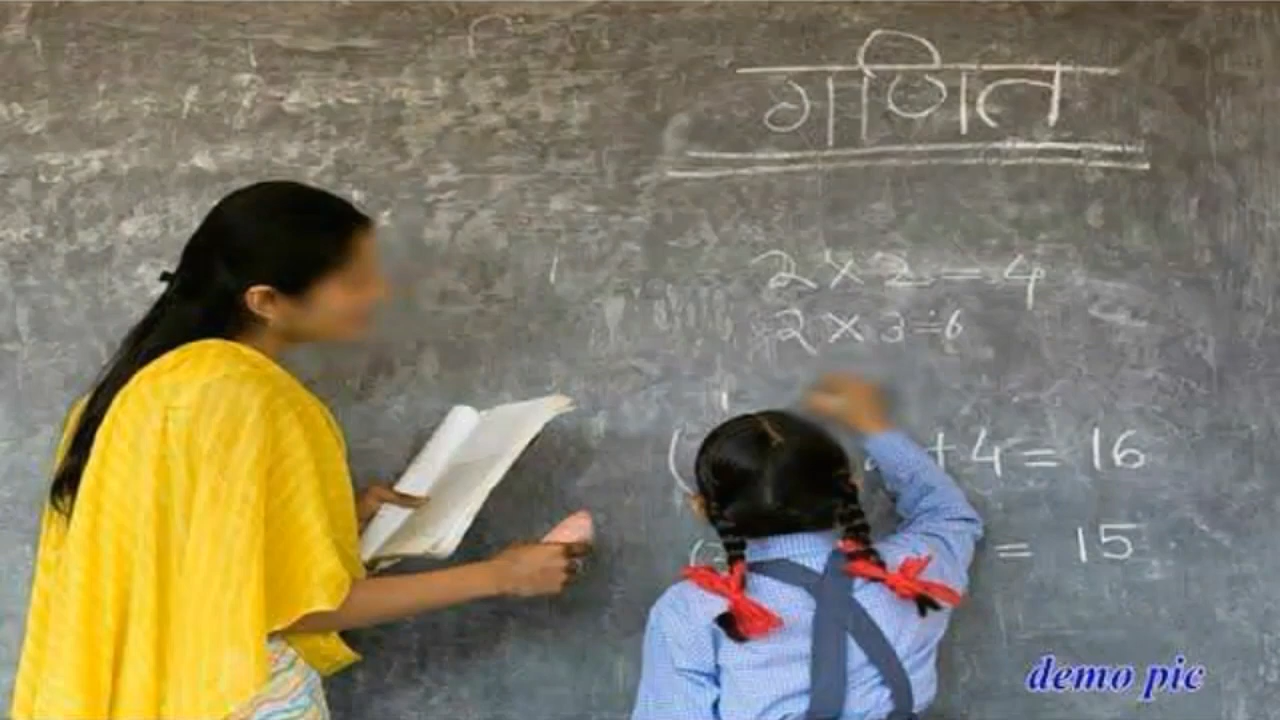 गणित
2 × 2 = 4
2 × 3 = 6
+ 4 = 16
= 15
demo pic